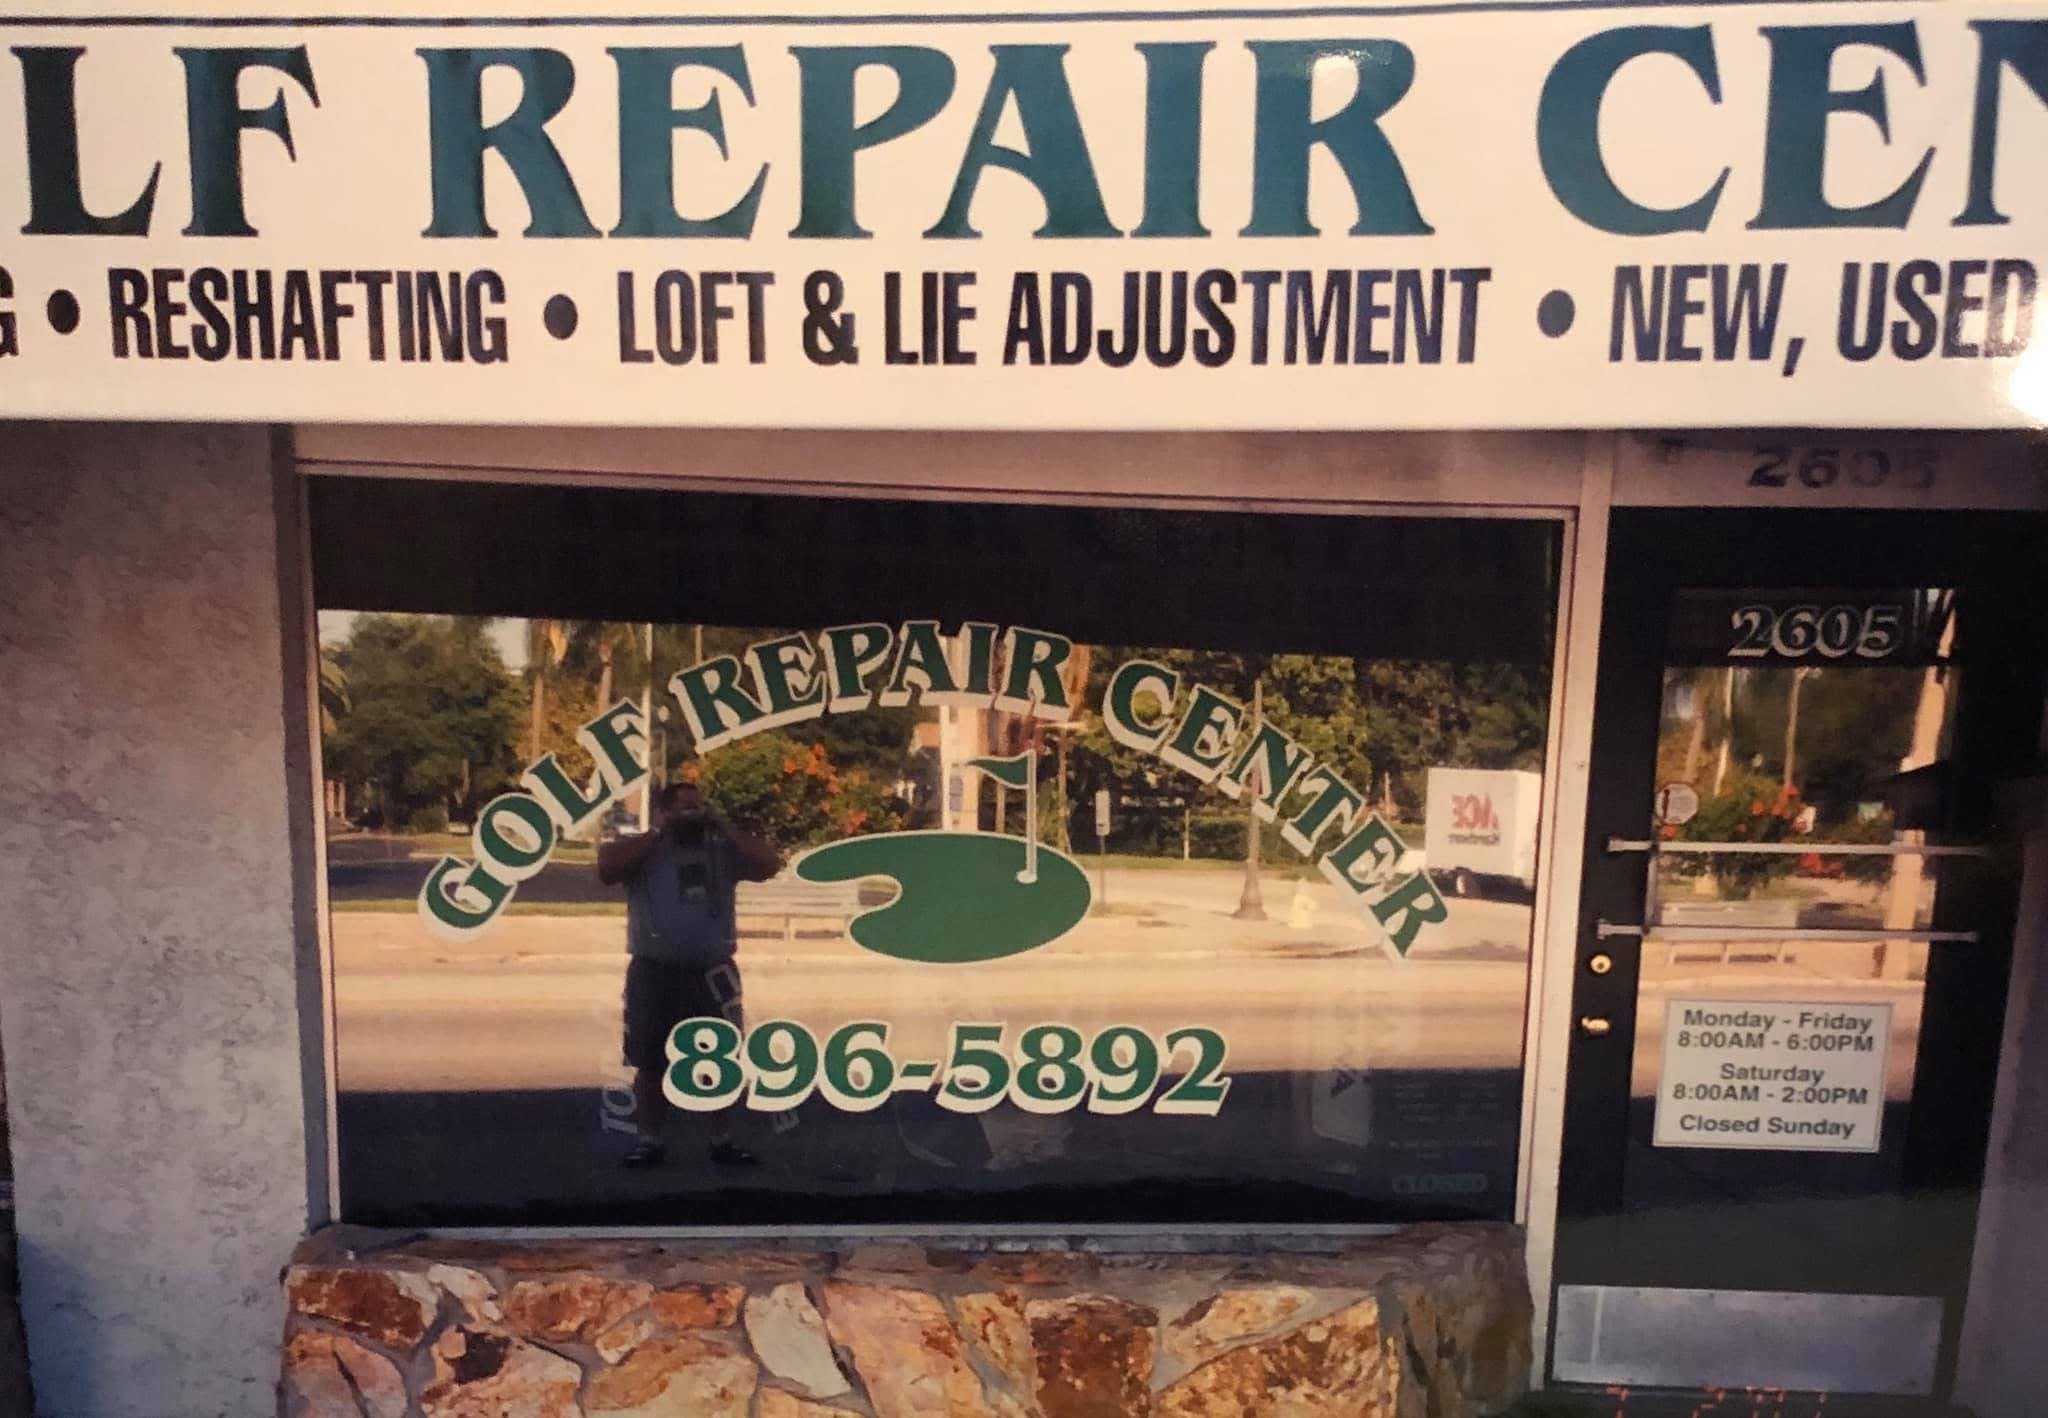 LF REPAIR CEN
G • RESHAFTING • LOFT & LIE ADJUSTMENT • NEW, USED
2605
2605
GOLF REPAIR CENTER
896-5892
Monday - Friday
8:00AM - 6:00PM
Saturday
8:00AM - 2:00PM
Closed Sunday
ACE